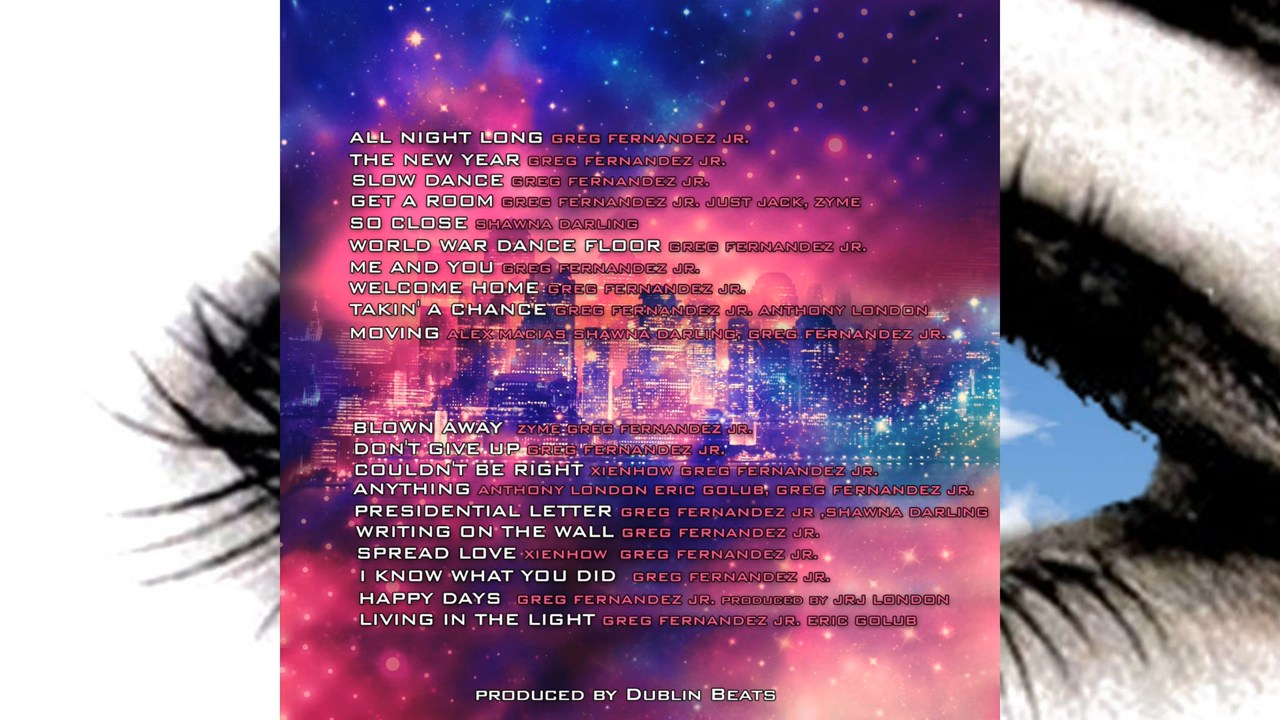 ALL NIGHT LONG GREG FERNANDEZ JR.
THE NEW YEAR GREG FERNANDEZ JR.
SLOW DANCE GREG FERNANDEZ JR.
GET A ROOM GREG FERNANDEZ JR. JUST JACK, ZYME
SO CLOSE SHAWNA DARLING
WORLD WAR DANCE FLOOR GREG FERNANDEZ JR.
ME AND YOU GREG FERNANDEZ JR.
WELCOME HOME GREG FERNANDEZ JR.
TAKIN' A CHANCE GREG FERNANDEZ JR. ANTHONY LONDON
MOVING ALEX MACIAS SHAWNA DARLING, GREG FERNANDEZ JR.
BLOWN AWAY ZYME GREG FERNANDEZ JR.
DON'T GIVE UP GREG FERNANDEZ JR.
COULDN'T BE RIGHT XIENHOW GREG FERNANDEZ JR.
ANYTHING ANTHONY LONDON ERIC GOLUB, GREG FERNANDEZ JR.
PRESIDENTIAL LETTER GREG FERNANDEZ JR ,SHAWNA DARLING
WRITING ON THE WALL GREG FERNANDEZ JR.
SPREAD LOVE XIENHOW GREG FERNANDEZ JR.
I KNOW WHAT YOU DID GREG FERNANDEZ JR.
HAPPY DAYS GREG FERNANDEZ JR. PRODUCED BY JRJ LONDON
LIVING IN THE LIGHT GREG FERNANDEZ JR. ERIC GOLUB
PRODUCED BY DUBLIN BEATS